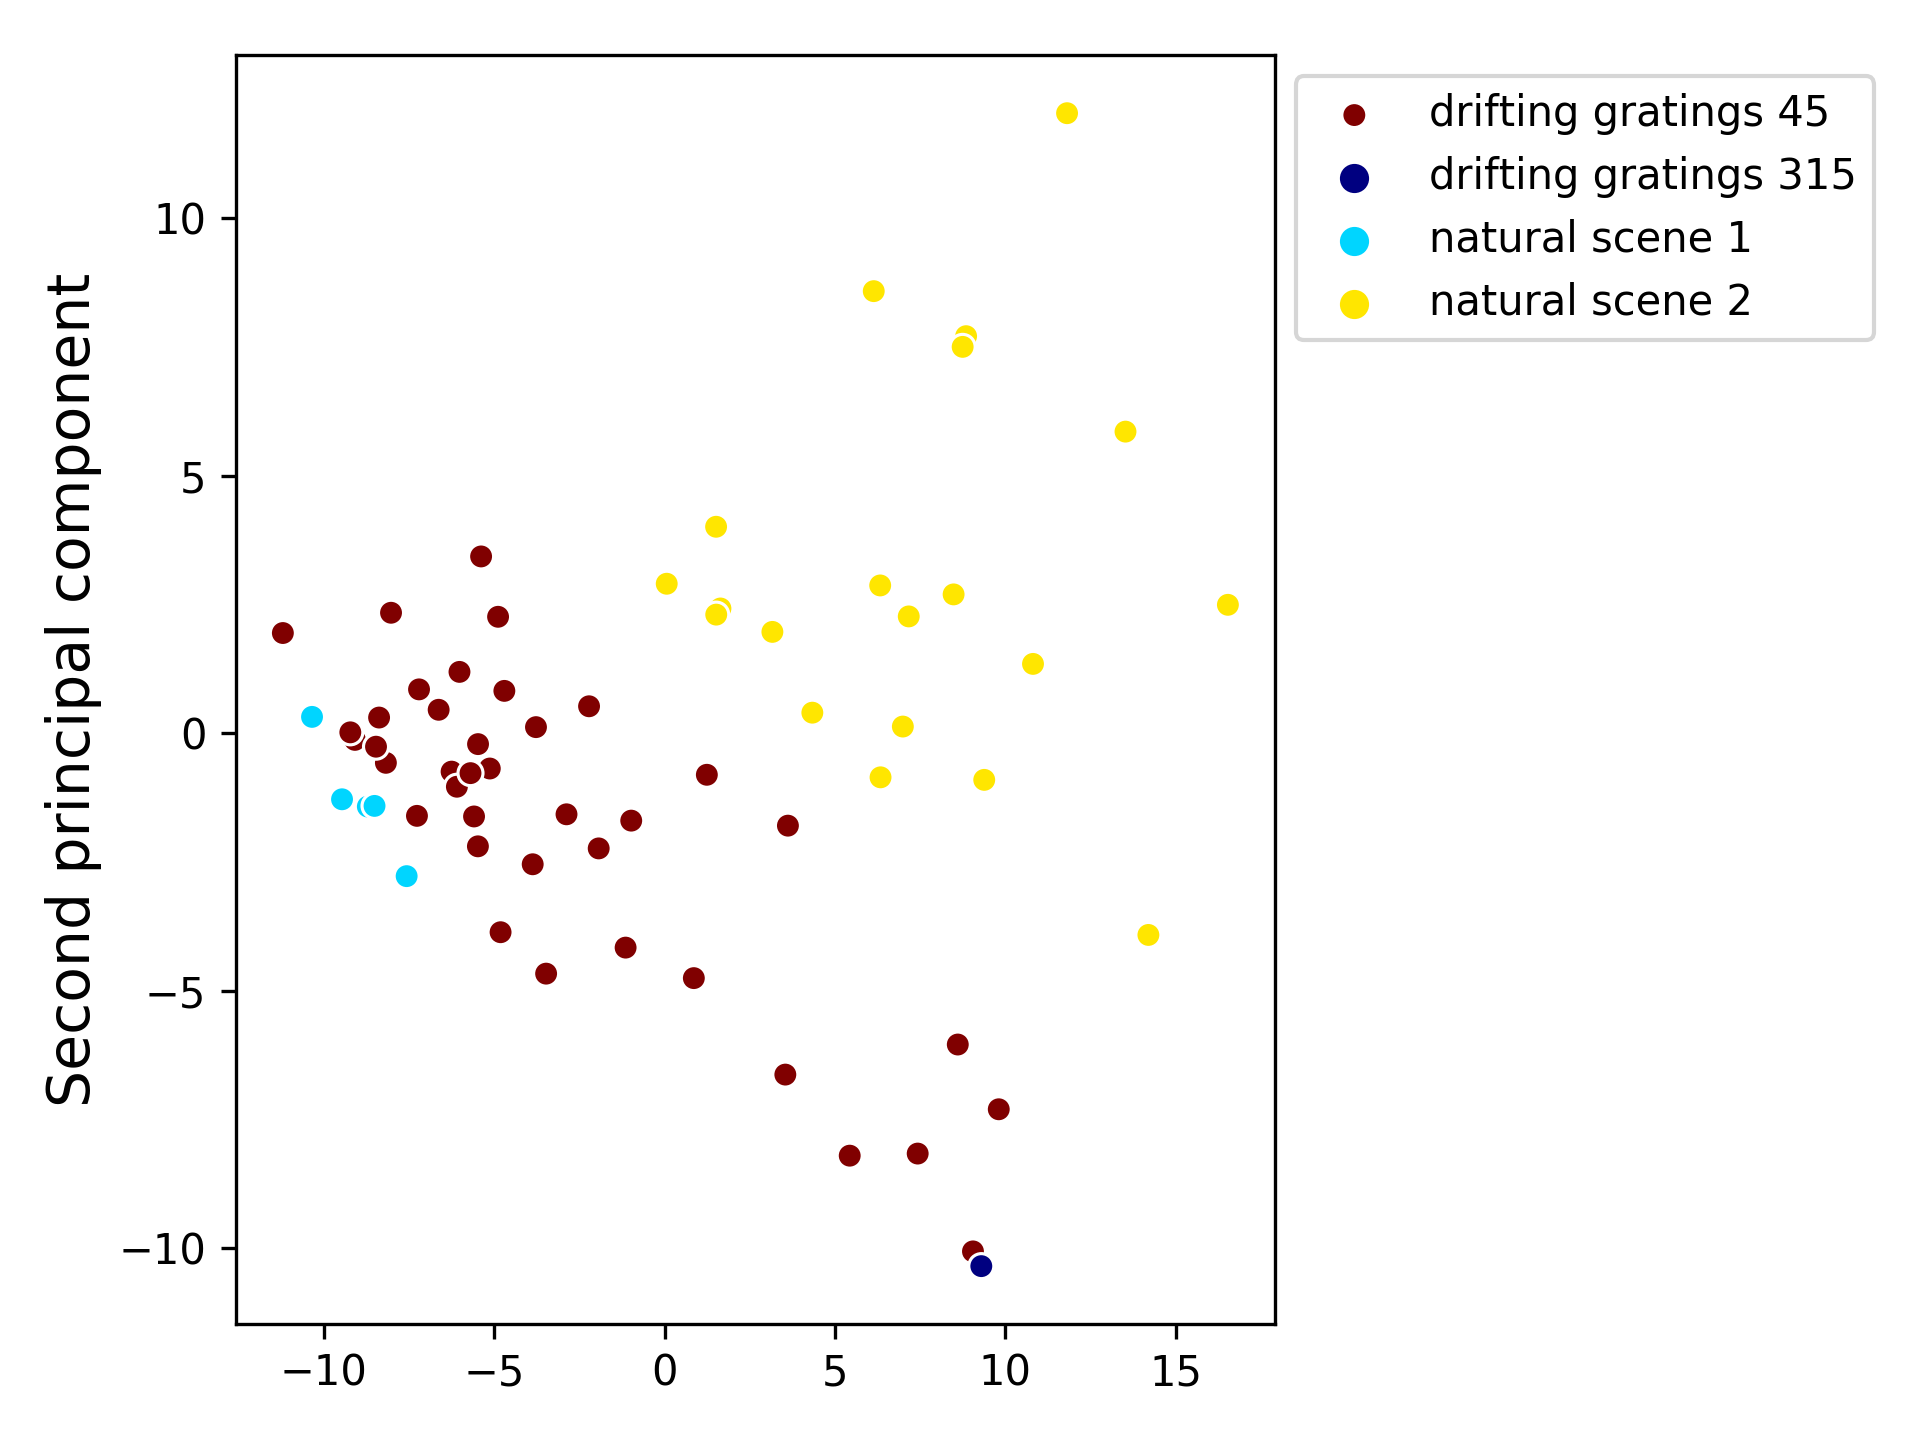 drifting gratings 45
drifting gratings 315
natural scene 1
natural scene 2
Second principal component
10
5
0
−5
−10
−10 −5 0 5 10 15